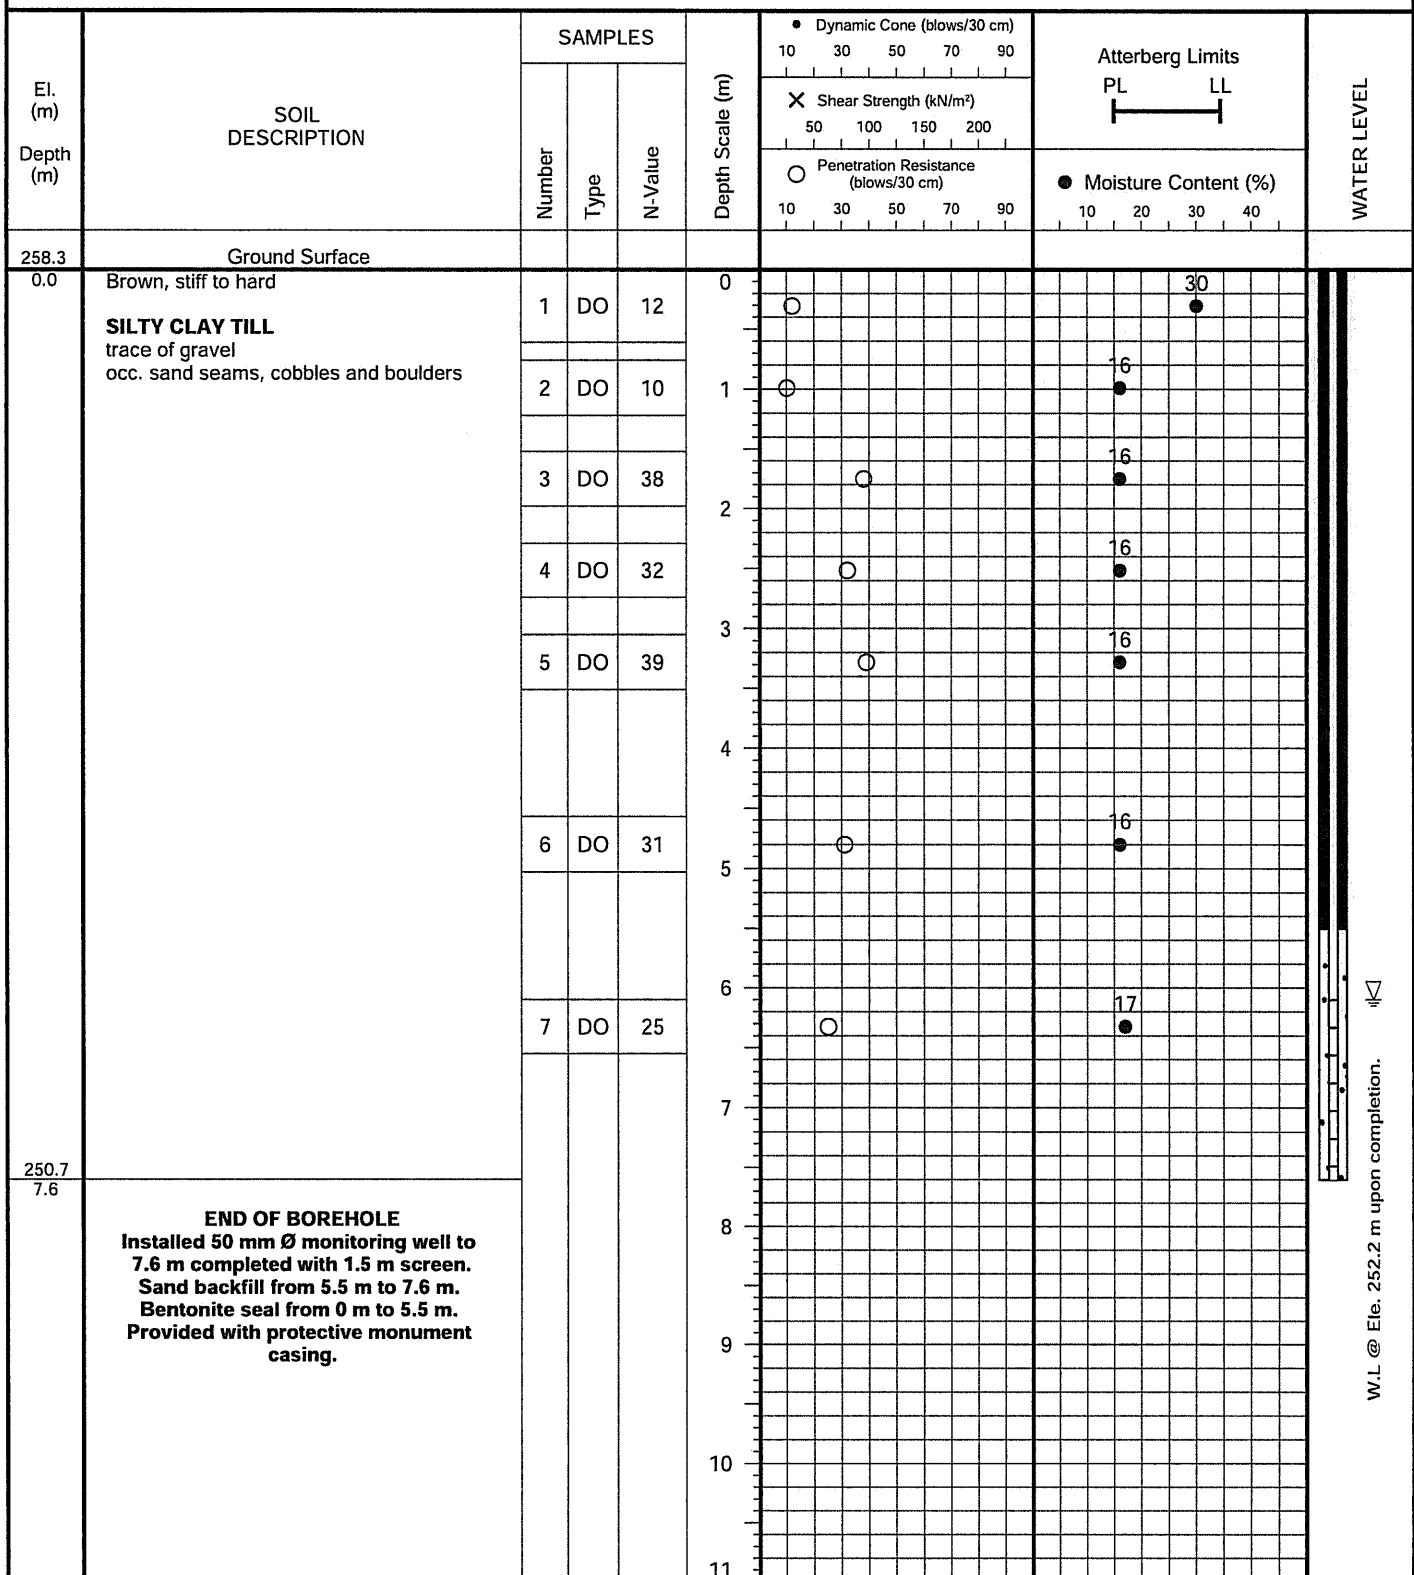 El.
(m)
Depth
(m)
SOIL
DESCRIPTION
SAMPLES
Number
Type
N-Value
Depth Scale (m)
• Dynamic Cone (blows/30 cm)
10 30 50 70 90
X Shear Strength (kN/m²)
50 100 150 200
O Penetration Resistance
(blows/30 cm)
10 30 50 70 90
Atterberg Limits
PL LL
● Moisture Content (%)
10 20 30 40
WATER LEVEL
258.3 Ground Surface
0.0 Brown, stiff to hard
SILTY CLAY TILL
trace of gravel
occ. sand seams, cobbles and boulders
0
30
1 DO 12
16
2 DO 10 1
16
3 DO 38
2
16
4 DO 32
3
16
5 DO 39
4
16
6 DO 31
5
6
17
7 DO 25
7
250.7
7.6
W.L @ Ele. 252.2 m upon completion.
END OF BOREHOLE
Installed 50 mm Ø monitoring well to
7.6 m completed with 1.5 m screen.
Sand backfill from 5.5 m to 7.6 m.
Bentonite seal from 0 m to 5.5 m.
Provided with protective monument
casing.
8
9
10
11